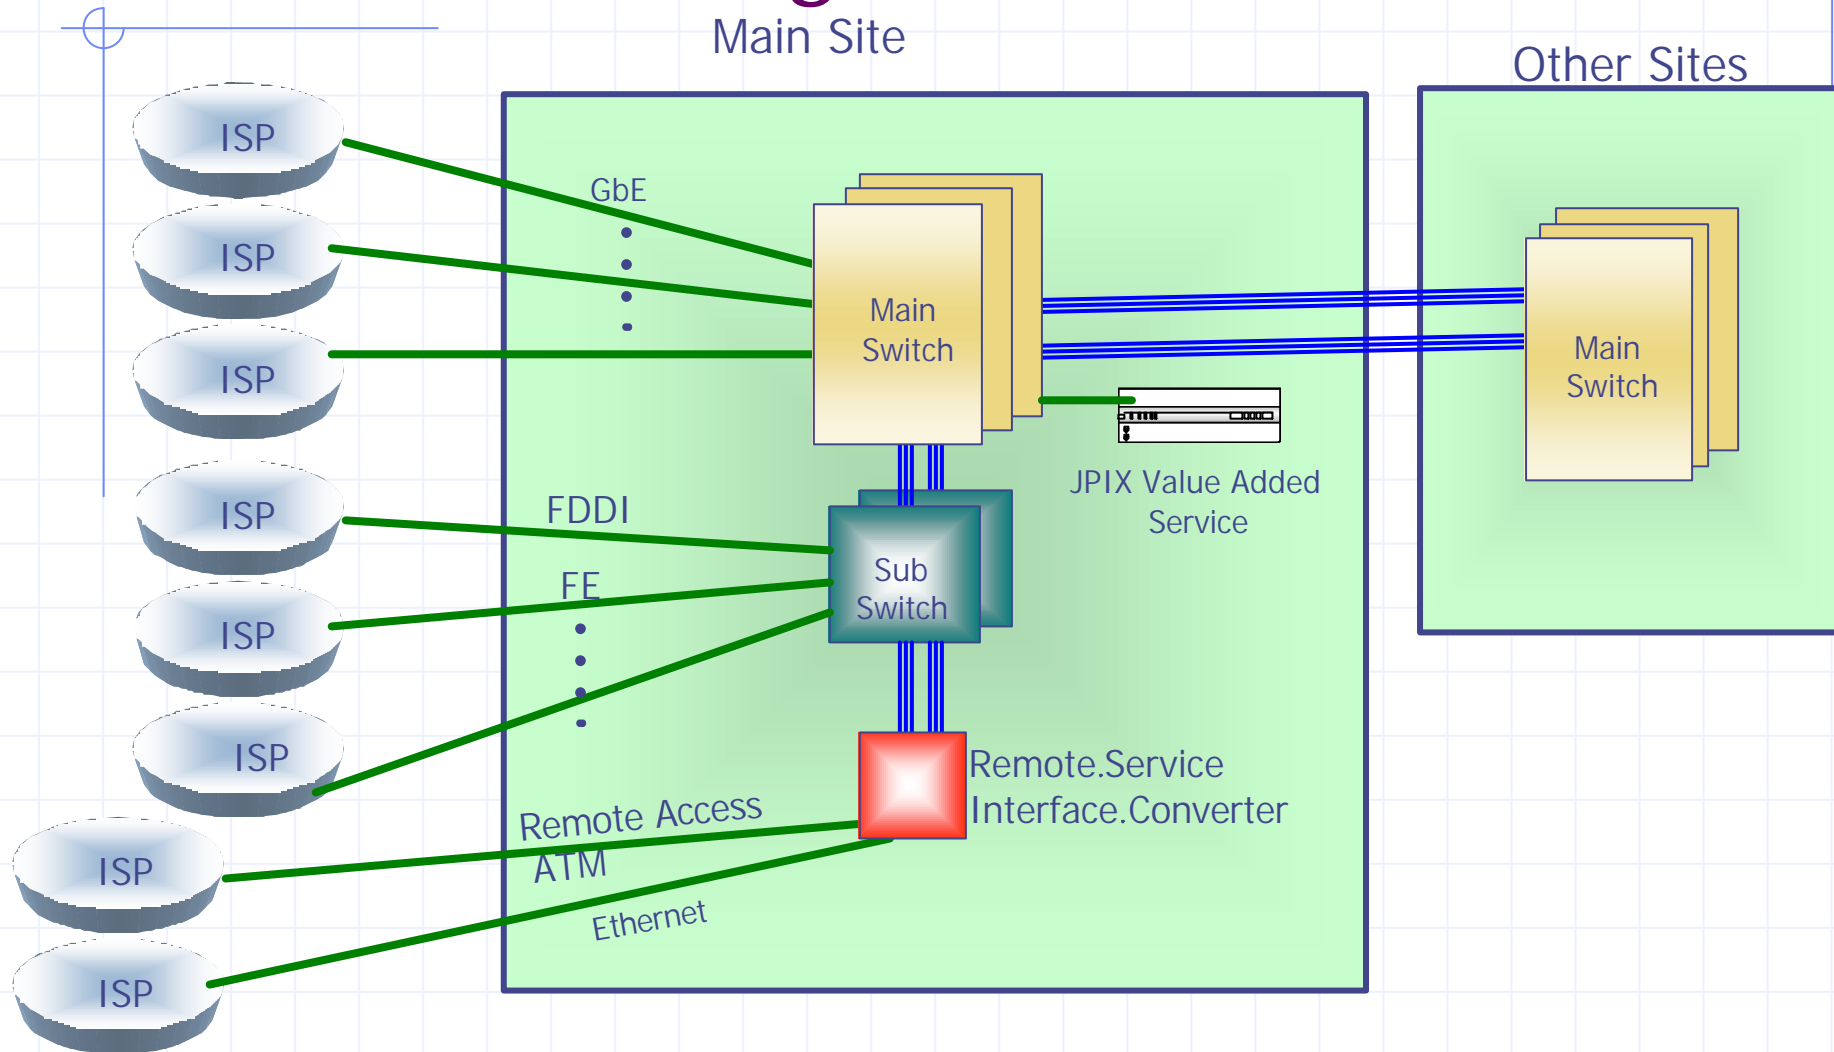 Main Site
Other Sites
ISP
GbE
ISP
Main
Switch
Main
Switch
ISP
JPIX Value Added
Service
FDDI
ISP
Sub
Switch
FE
ISP
ISP
Remote.Service
Interface.Converter
Remote Access
ATM
ISP
Ethernet
ISP